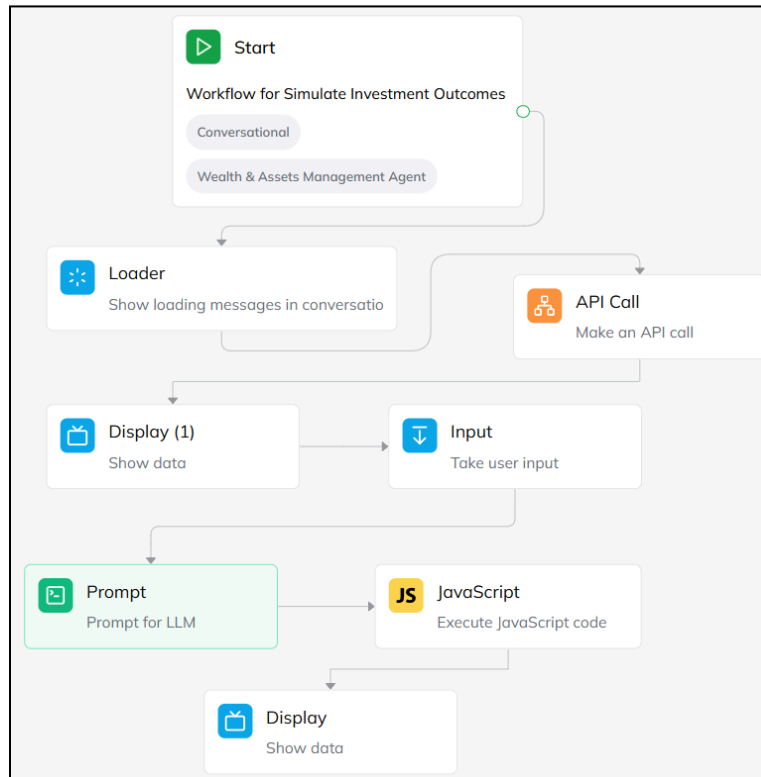 Start
Workflow for Simulate Investment Outcomes
Conversational
Wealth & Assets Management Agent
Loader
Show loading messages in conversatio
API Call
Make an API call
Display (1)
Show data
Input
Take user input
Prompt
Prompt for LLM
JS
JavaScript
Execute JavaScript code
Display
Show data